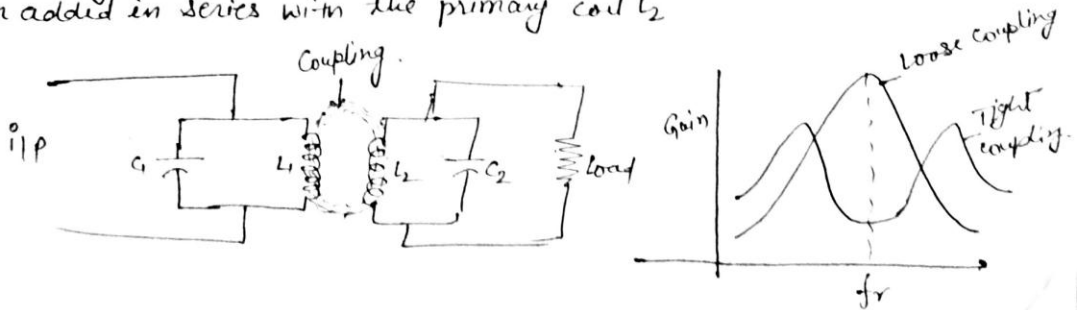 added in series with the primary coil L2
Coupling.
i/p
C1
L1
L2
C2
Load
Gain
Loose coupling
Tight
coupling.
fr